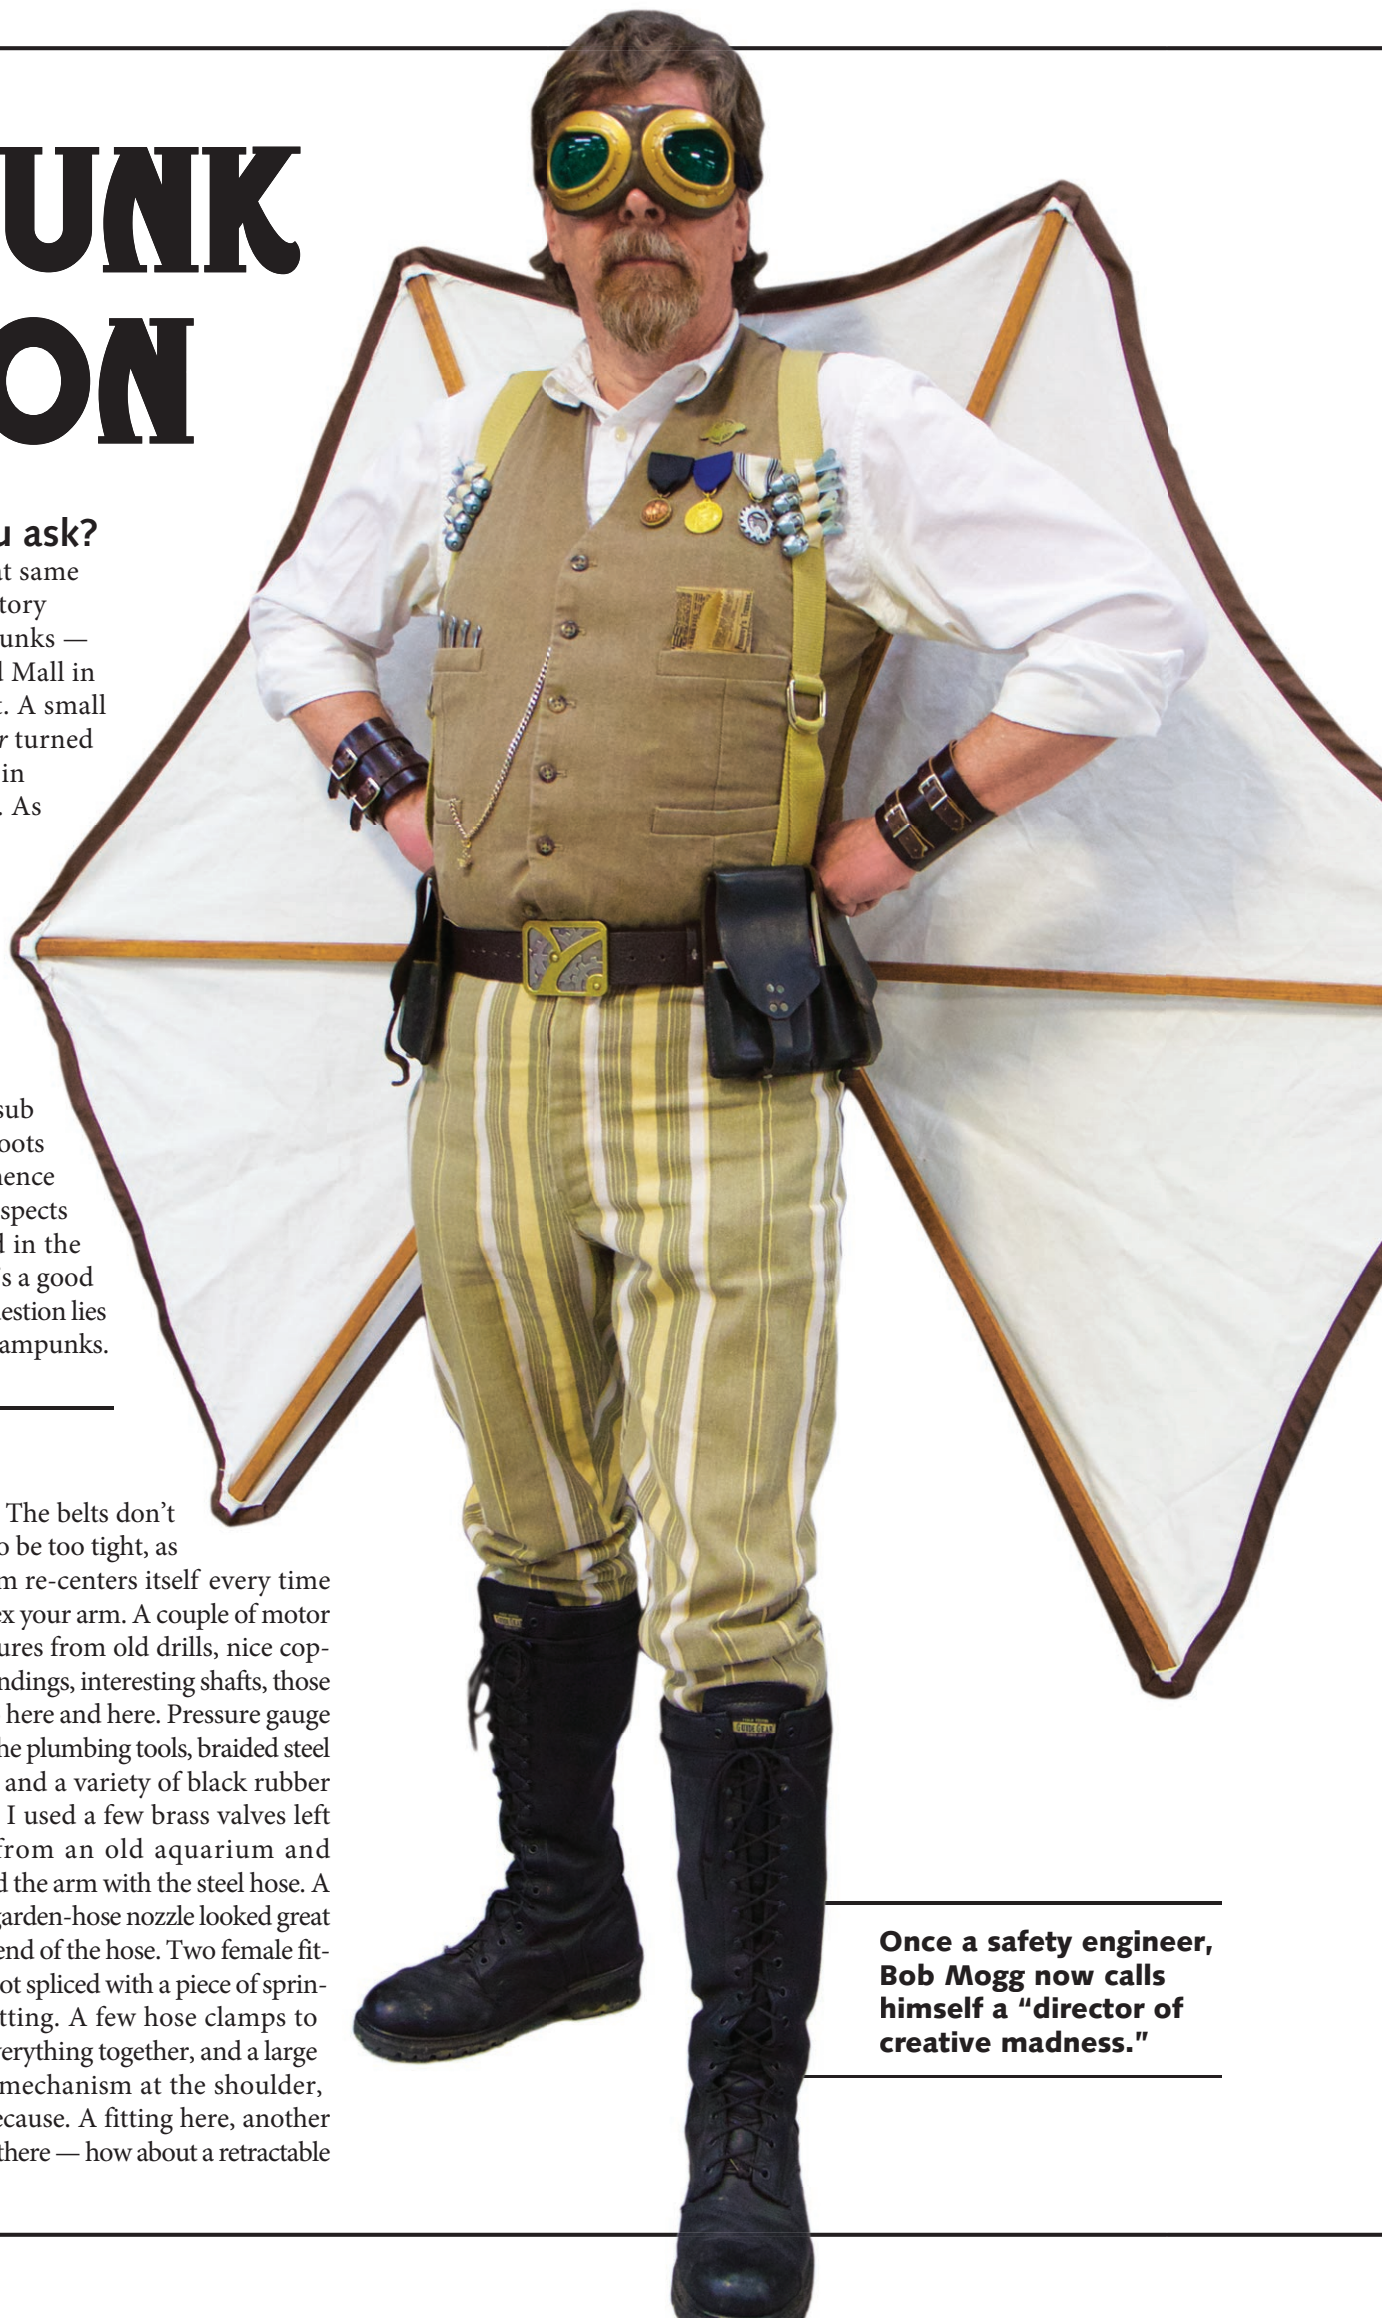 UNK
ON
u ask?
at same
tory
unks —
l Mall in
t. A small
r turned
in
. As
sub
oots
nence
spects
d in the
’s a good
estion lies
ampunks.
The belts don’t
o be too tight, as
m re-centers itself every time
ex your arm. A couple of motor
ures from old drills, nice cop-
ndings, interesting shafts, those
here and here. Pressure gauge
he plumbing tools, braided steel
and a variety of black rubber
I used a few brass valves left
from an old aquarium and
d the arm with the steel hose. A
garden-hose nozzle looked great
end of the hose. Two female fit-
ot spliced with a piece of sprin-
tting. A few hose clamps to
verything together, and a large
mechanism at the shoulder,
ecause. A fitting here, another
there — how about a retractable
GUIDE GEAR
Once a safety engineer,
Bob Mogg now calls
himself a “director of
creative madness.”